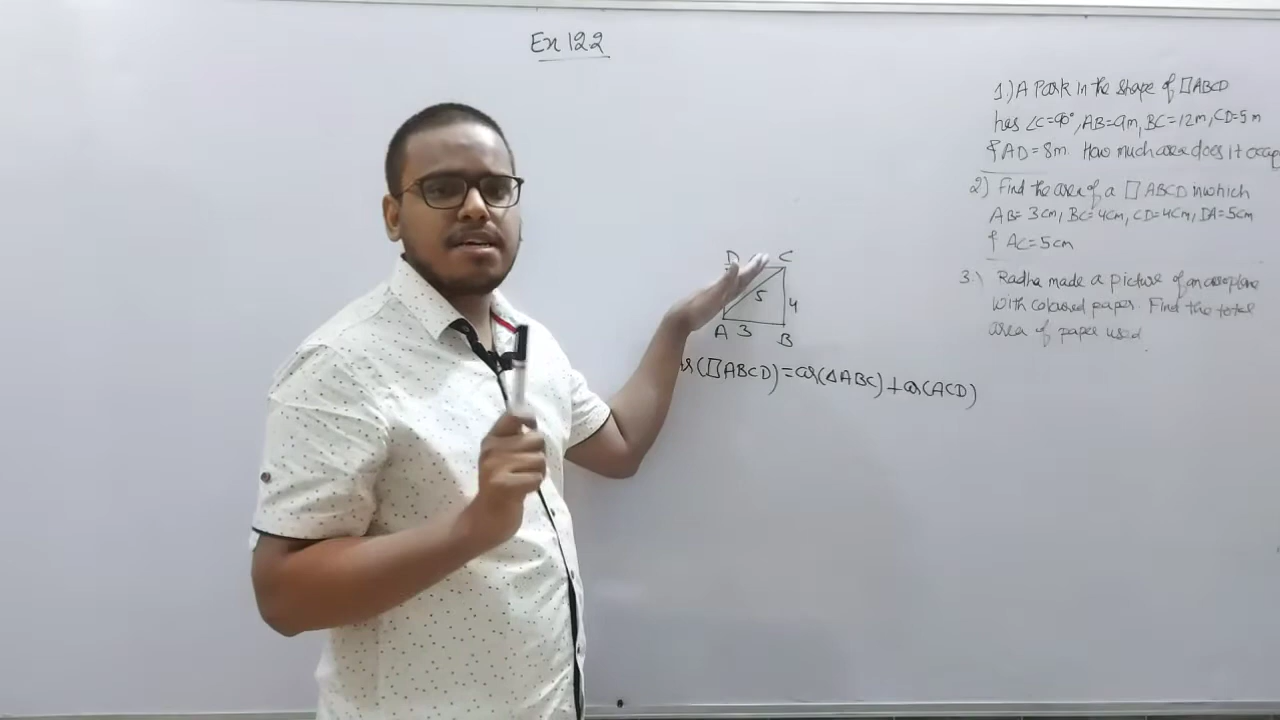 Ex 12.2
1) A Park in the shape of □ABCD
has ∠C=90°, AB=9m, BC=12m, CD=5m
& AD=8m. How much area does it occup
2) Find the area of a □ABCD in which
AB=3cm, BC=4cm, CD=4cm, DA=5cm
& AC=5cm
3.) Radha made a picture of an aeroplane
with coloured paper. Find the total
area of paper used.
D C
5
4
A 3 B
ar(□ABCD)=ar(△ABC)+ar(ACD)